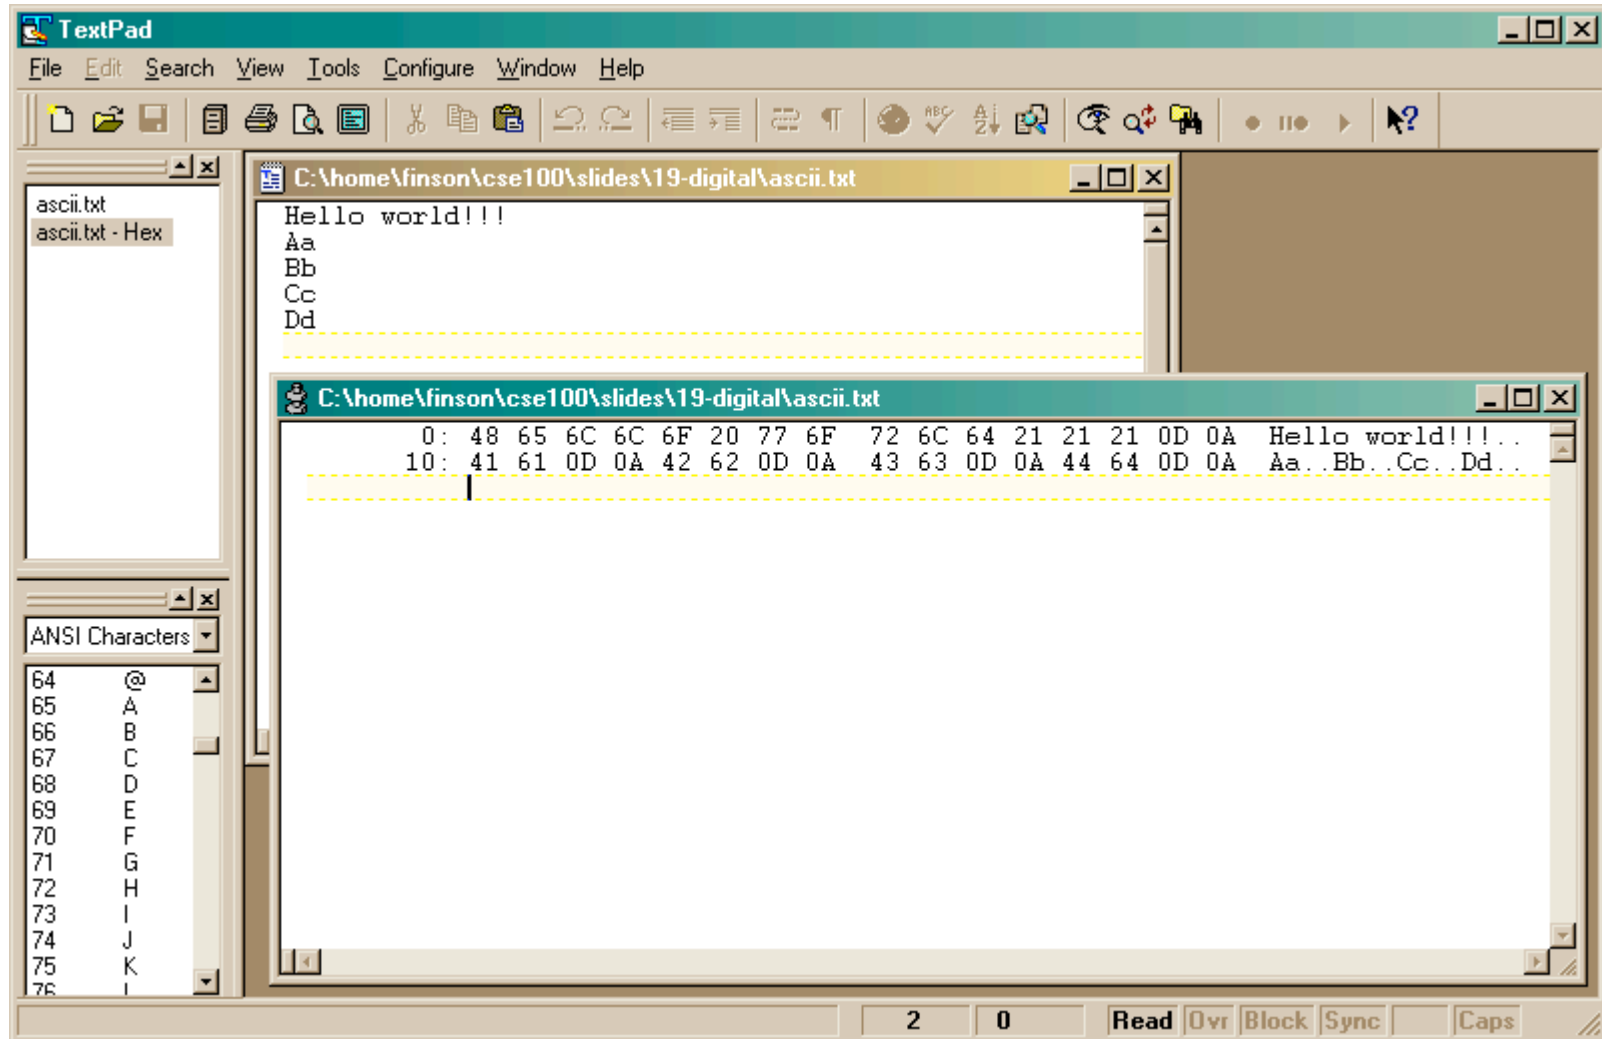 TextPad
File Edit Search View Tools Configure Window Help
ABC
ascii.txt
ascii.txt - Hex
C:\home\finson\cse100\slides\19-digital\ascii.txt
Hello world!!!
Aa
Bb
Cc
Dd
C:\home\finson\cse100\slides\19-digital\ascii.txt
0: 48 65 6C 6C 6F 20 77 6F 72 6C 64 21 21 21 0D 0A Hello world!!!..
10: 41 61 0D 0A 42 62 0D 0A 43 63 0D 0A 44 64 0D 0A Aa..Bb..Cc..Dd..
ANSI Characters
64 @
65 A
66 B
67 C
68 D
69 E
70 F
71 G
72 H
73 I
74 J
75 K
76
2 0 Read Ovr Block Sync Caps